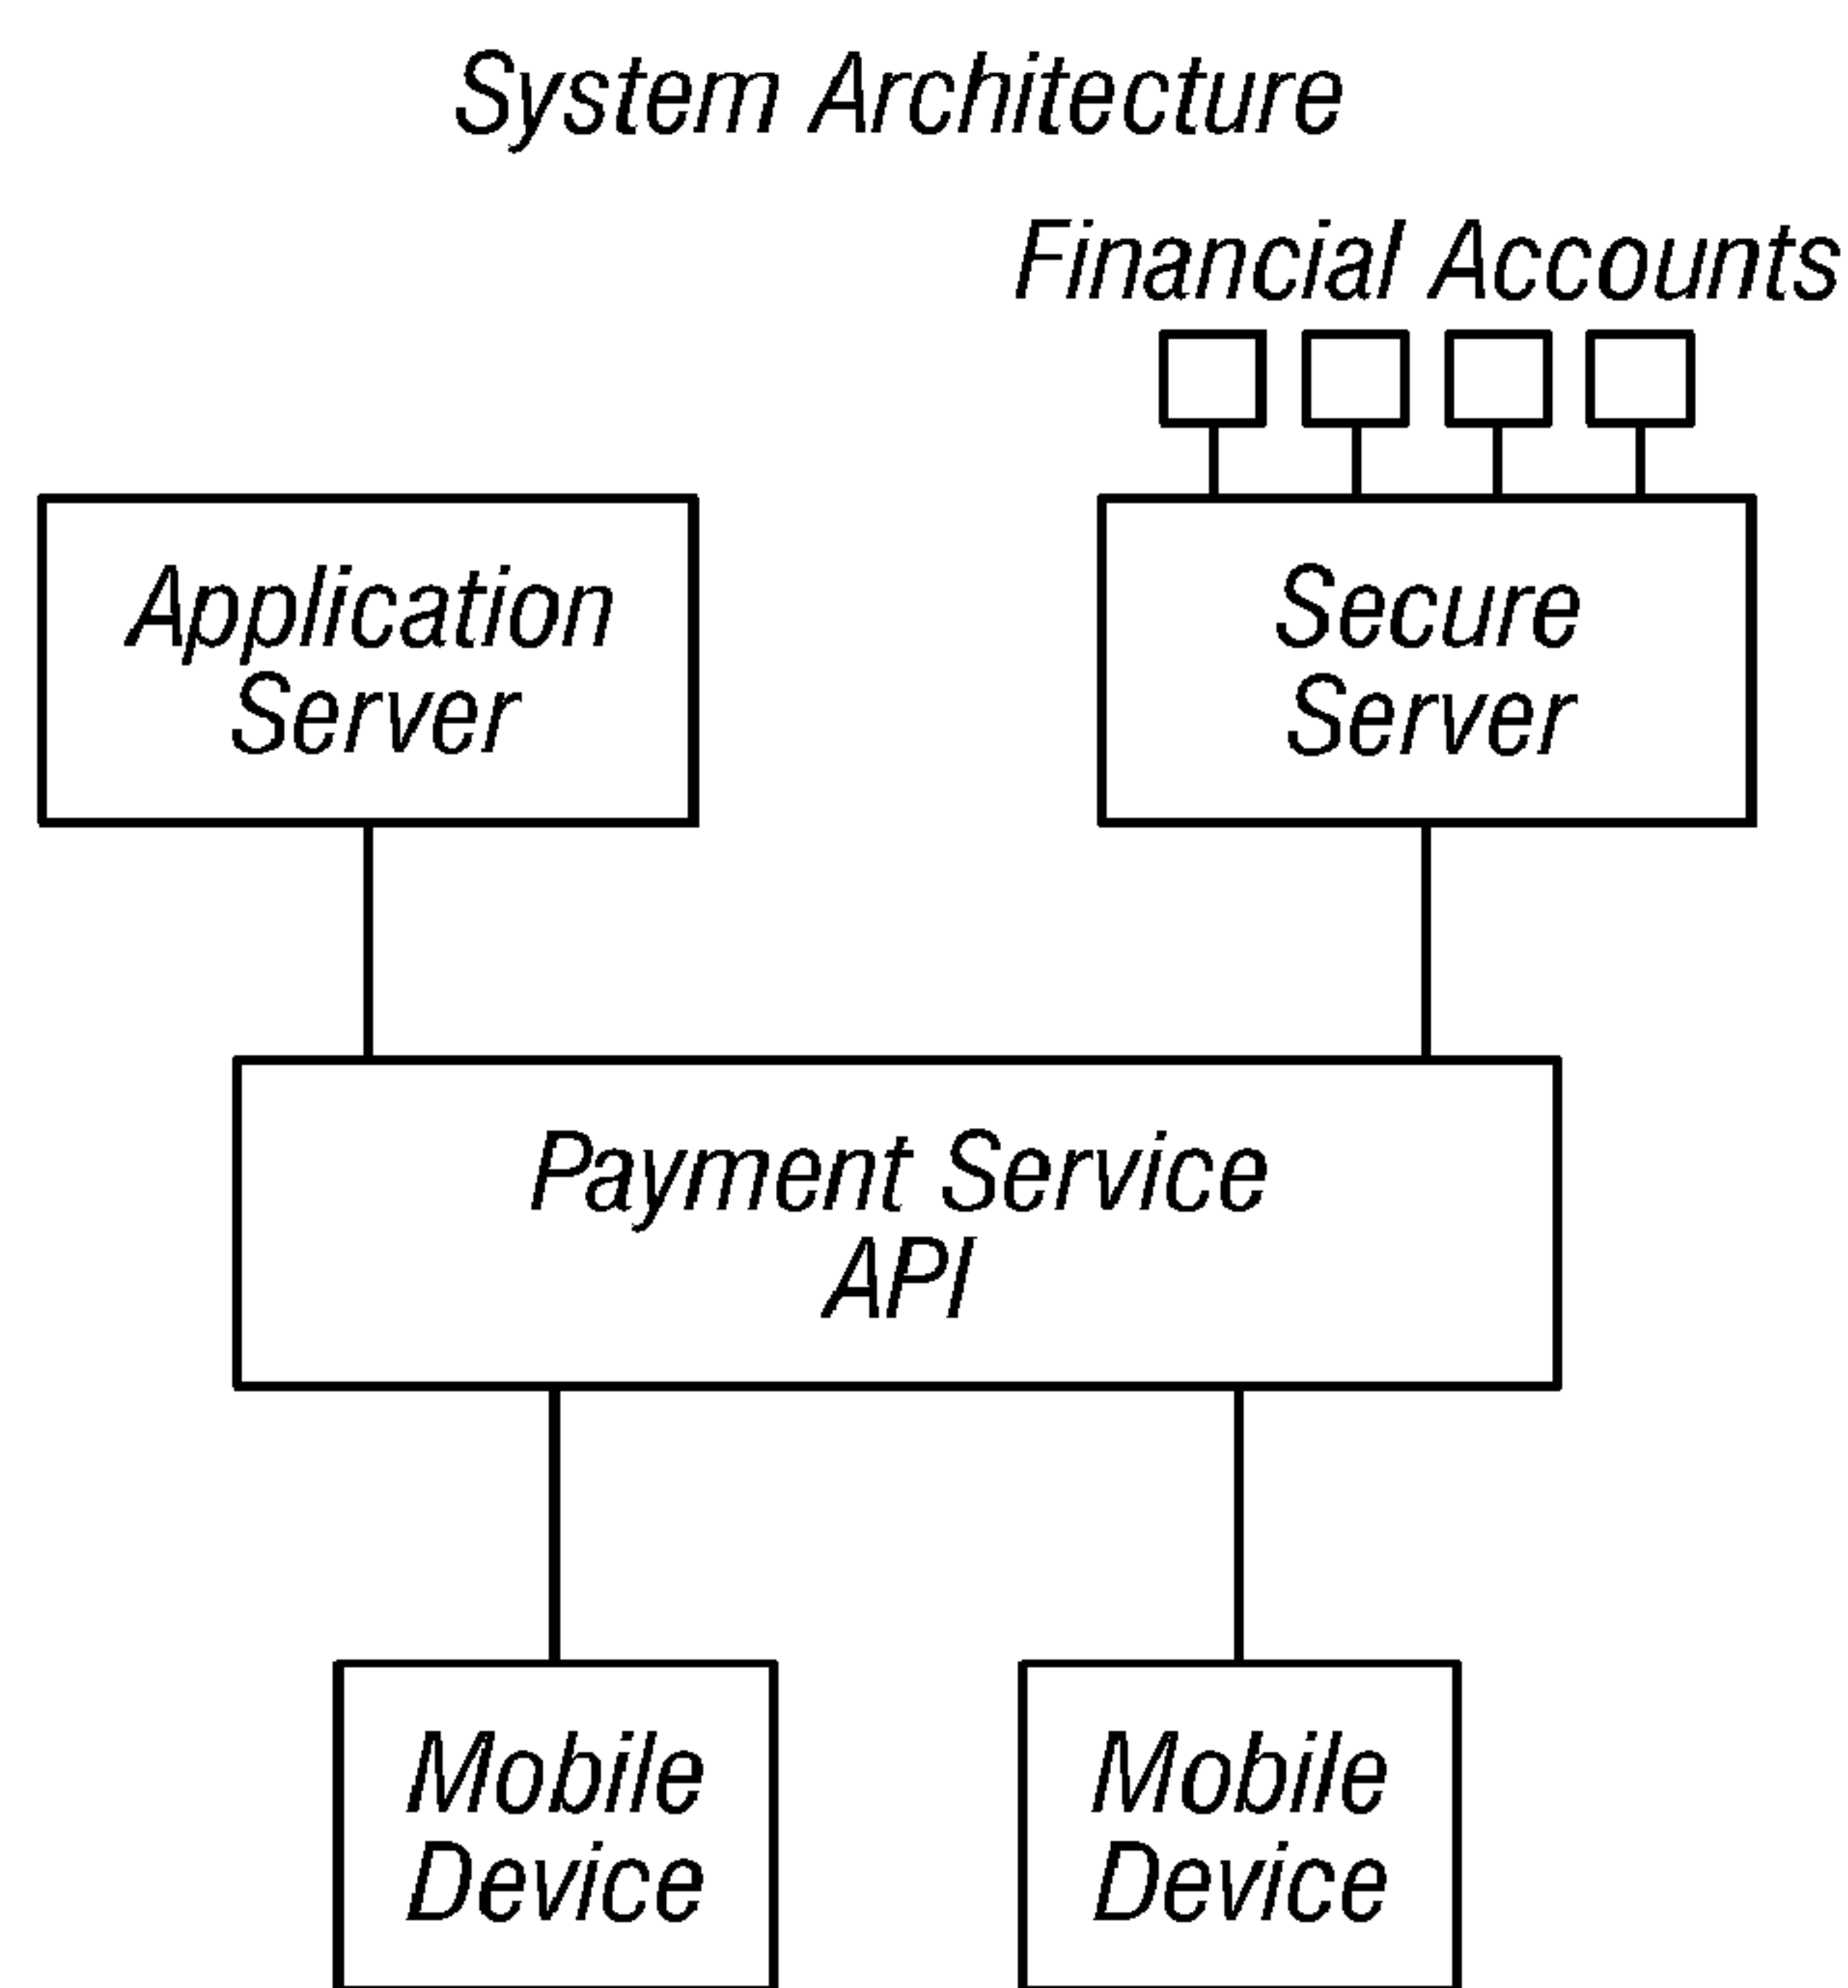 System Architecture
Financial Accounts
Application
Server
Secure
Server
Payment Service
API
Mobile
Device
Mobile
Device